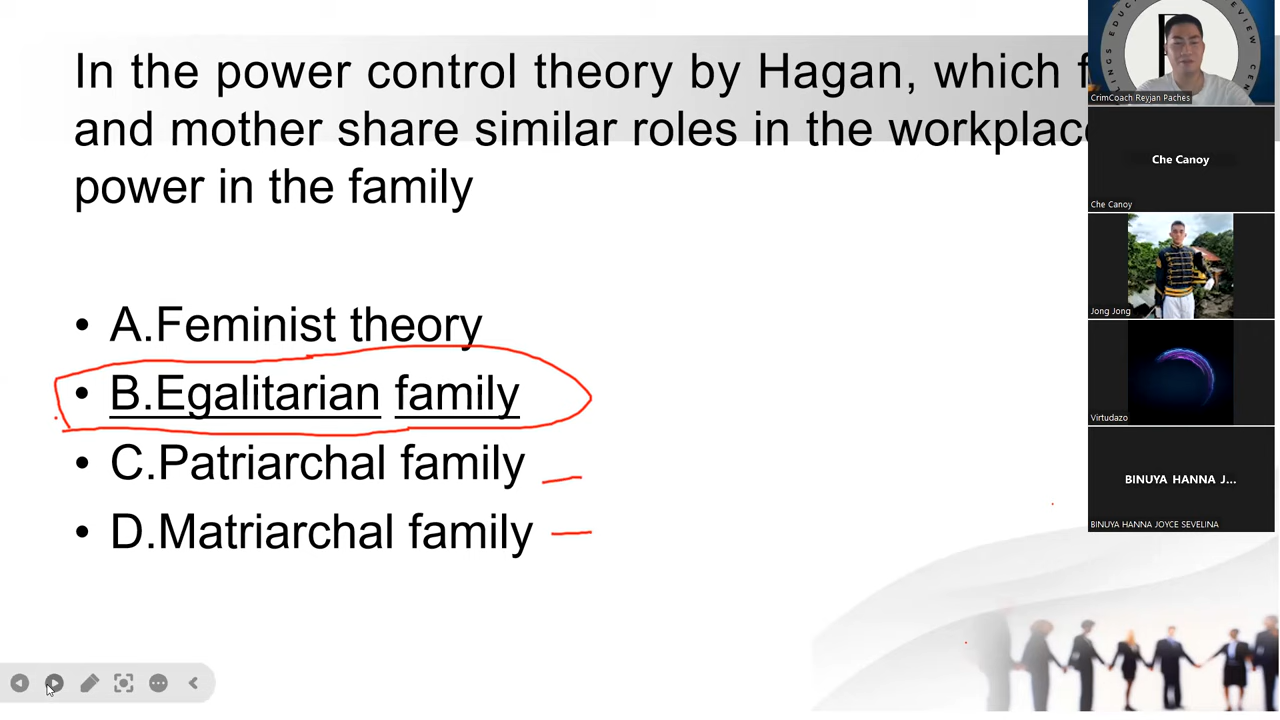 In the power control theory by Hagan, which
and mother share similar roles in the workplace
power in the family
• A.Feminist theory
• B.Egalitarian family
• C.Patriarchal family
• D.Matriarchal family
CrimCoach Reyjan Paches
Che Canoy
Che Canoy
Jong Jong
Virtudazo
BINUYA HANNA J...
BINUYA HANNA JOYCE SEVELINA